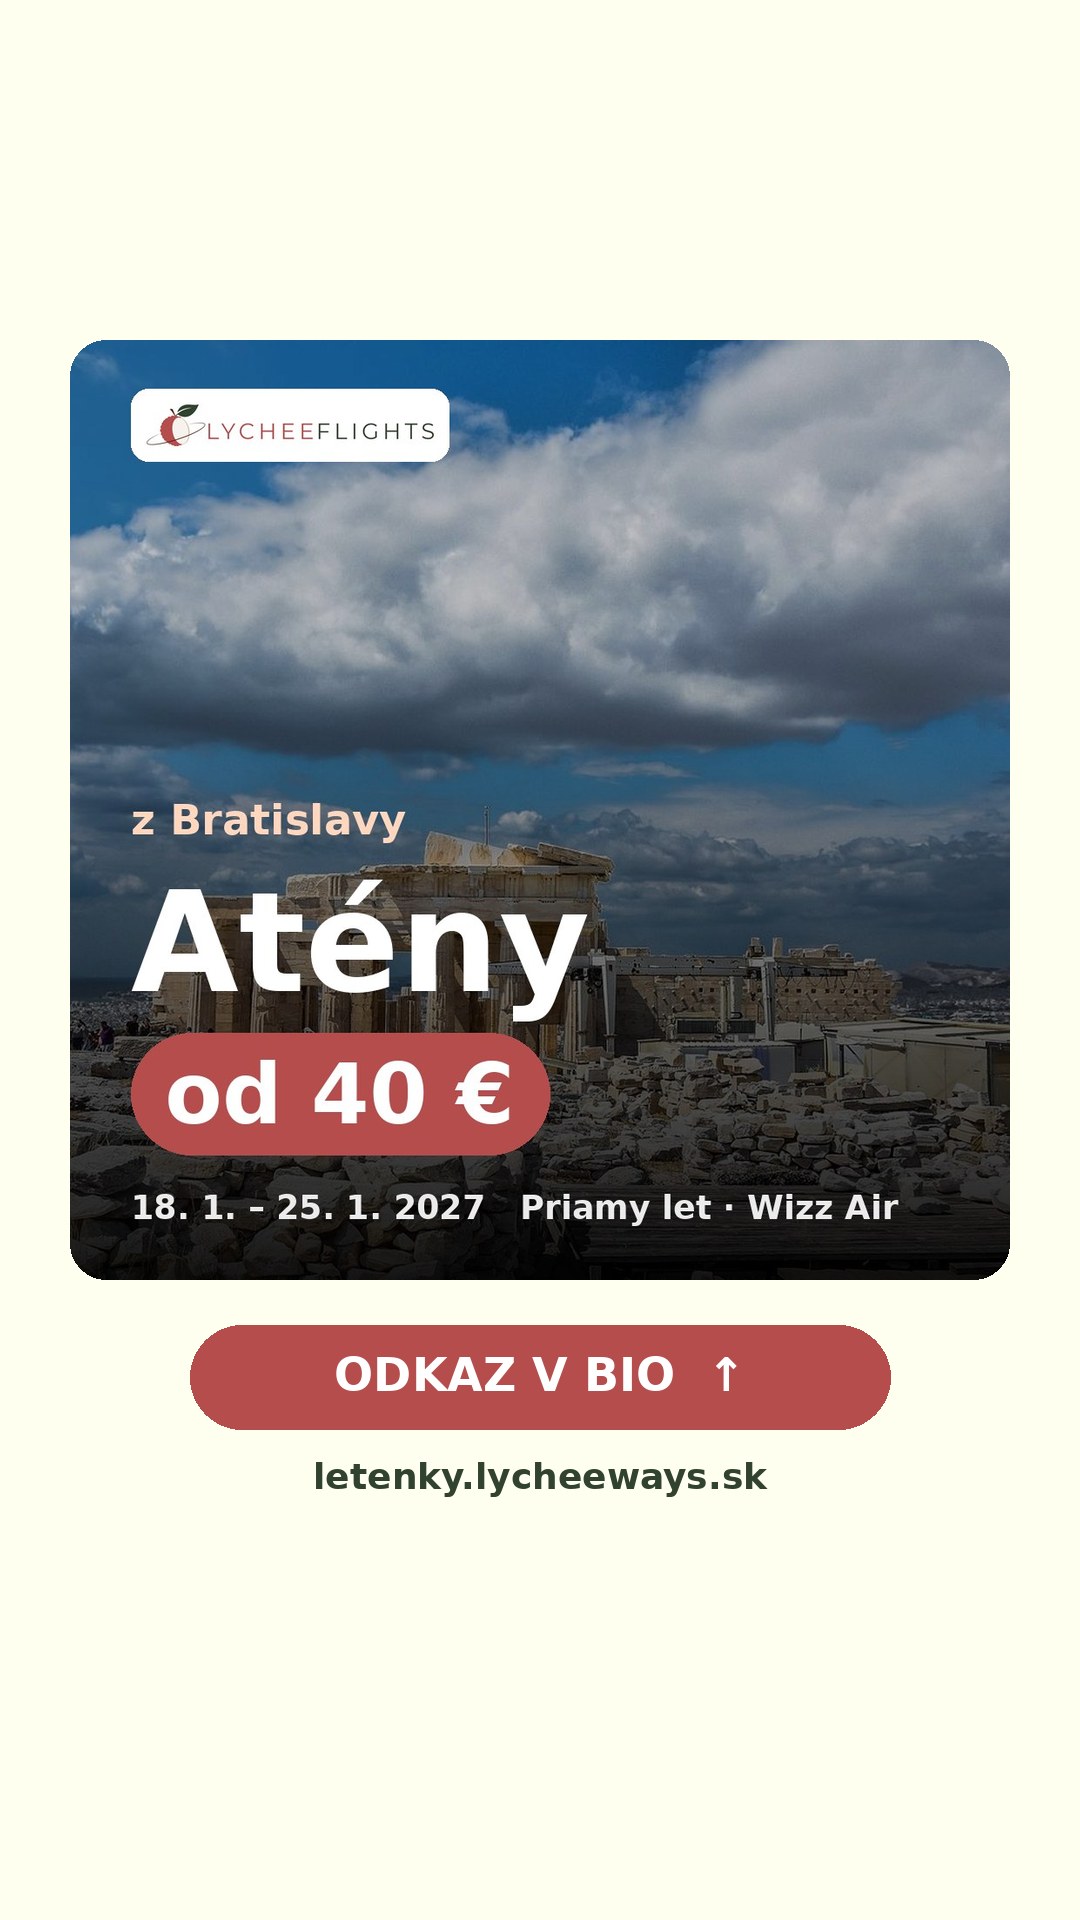 LYCHEEFLIGHTS
z Bratislavy
Atény
od 40 €
18. 1. – 25. 1. 2027 Priamy let · Wizz Air
ODKAZ V BIO ↑
letenky.lycheeways.sk